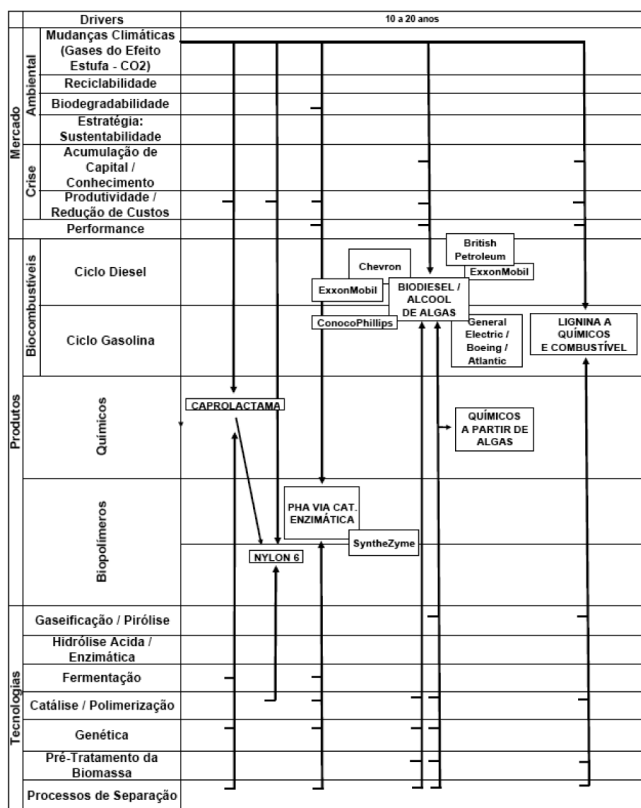 Drivers
10 a 20 anos
Mercado
Ambiental
Mudanças Climáticas
(Gases do Efeito
Estufa - CO2)
Reciclabilidade
Biodegradabilidade
Estratégia:
Sustentabilidade
Crise
Acumulação de
Capital /
Conhecimento
Produtividade /
Redução de Custos
Performance
Produtos
Biocombustíveis
Ciclo Diesel
Chevron
British
Petroleum
ExxonMobil
ExxonMobil
BIODIESEL /
ALCOOL
DE ALGAS
Ciclo Gasolina
ConocoPhillips
General
Electric /
Boeing /
Atlantic
LIGNINA A
QUÍMICOS
E COMBUSTÍVEL
Químicos
CAPROLACTAMA
QUÍMICOS
A PARTIR DE
ALGAS
Biopolímeros
PHA VIA CAT.
ENZIMÁTICA
SyntheZyme
NYLON 6
Tecnologias
Gaseificação / Pirólise
Hidrólise Acida /
Enzimática
Fermentação
Catálise / Polimerização
Genética
Pré-Tratamento da
Biomassa
Processos de Separação